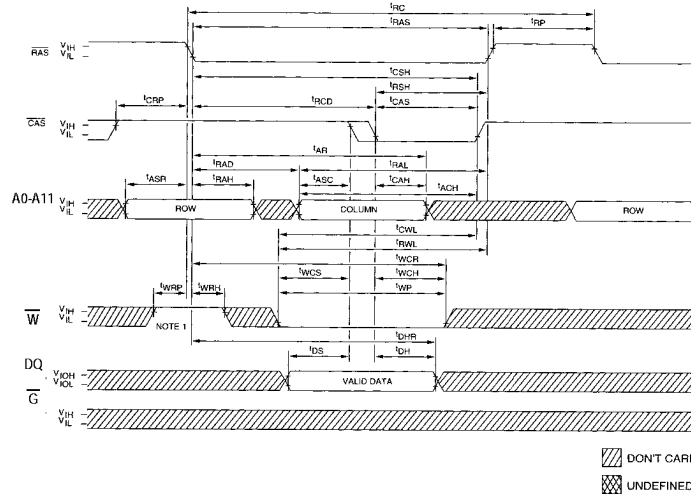 tRC
tRAS
tRP
RAS VIH
VIL
tCSH
tRSH
tCRP
tRCD
tCAS
CAS VIH
VIL
tAR
tRAD
tRAL
tASR
tRAH
tASC
tCAH
tACH
A0-A11 VIH
VIL
ROW
COLUMN
ROW
tCWL
tRWL
tWCR
tWCS
tWCH
tWRP
tWRH
tWP
W VIH
VIL
NOTE 1
tDHR
tDS
tDH
DQ
VIOH
VIOL
VALID DATA
G
VIH
VIL
DON'T CARE
UNDEFINED